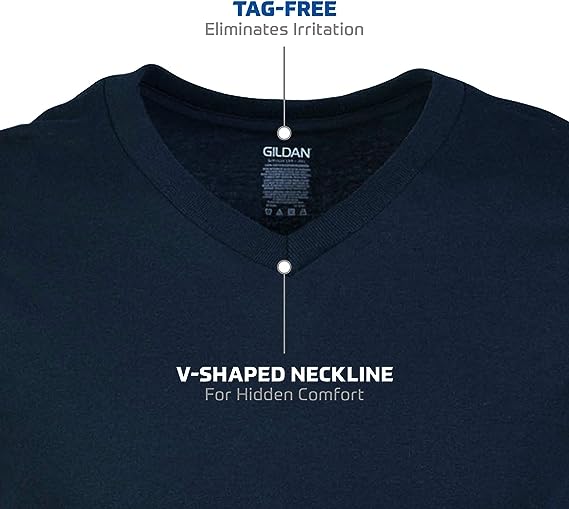 TAG-FREE
Eliminates Irritation
GILDAN
V-SHAPED NECKLINE
For Hidden Comfort